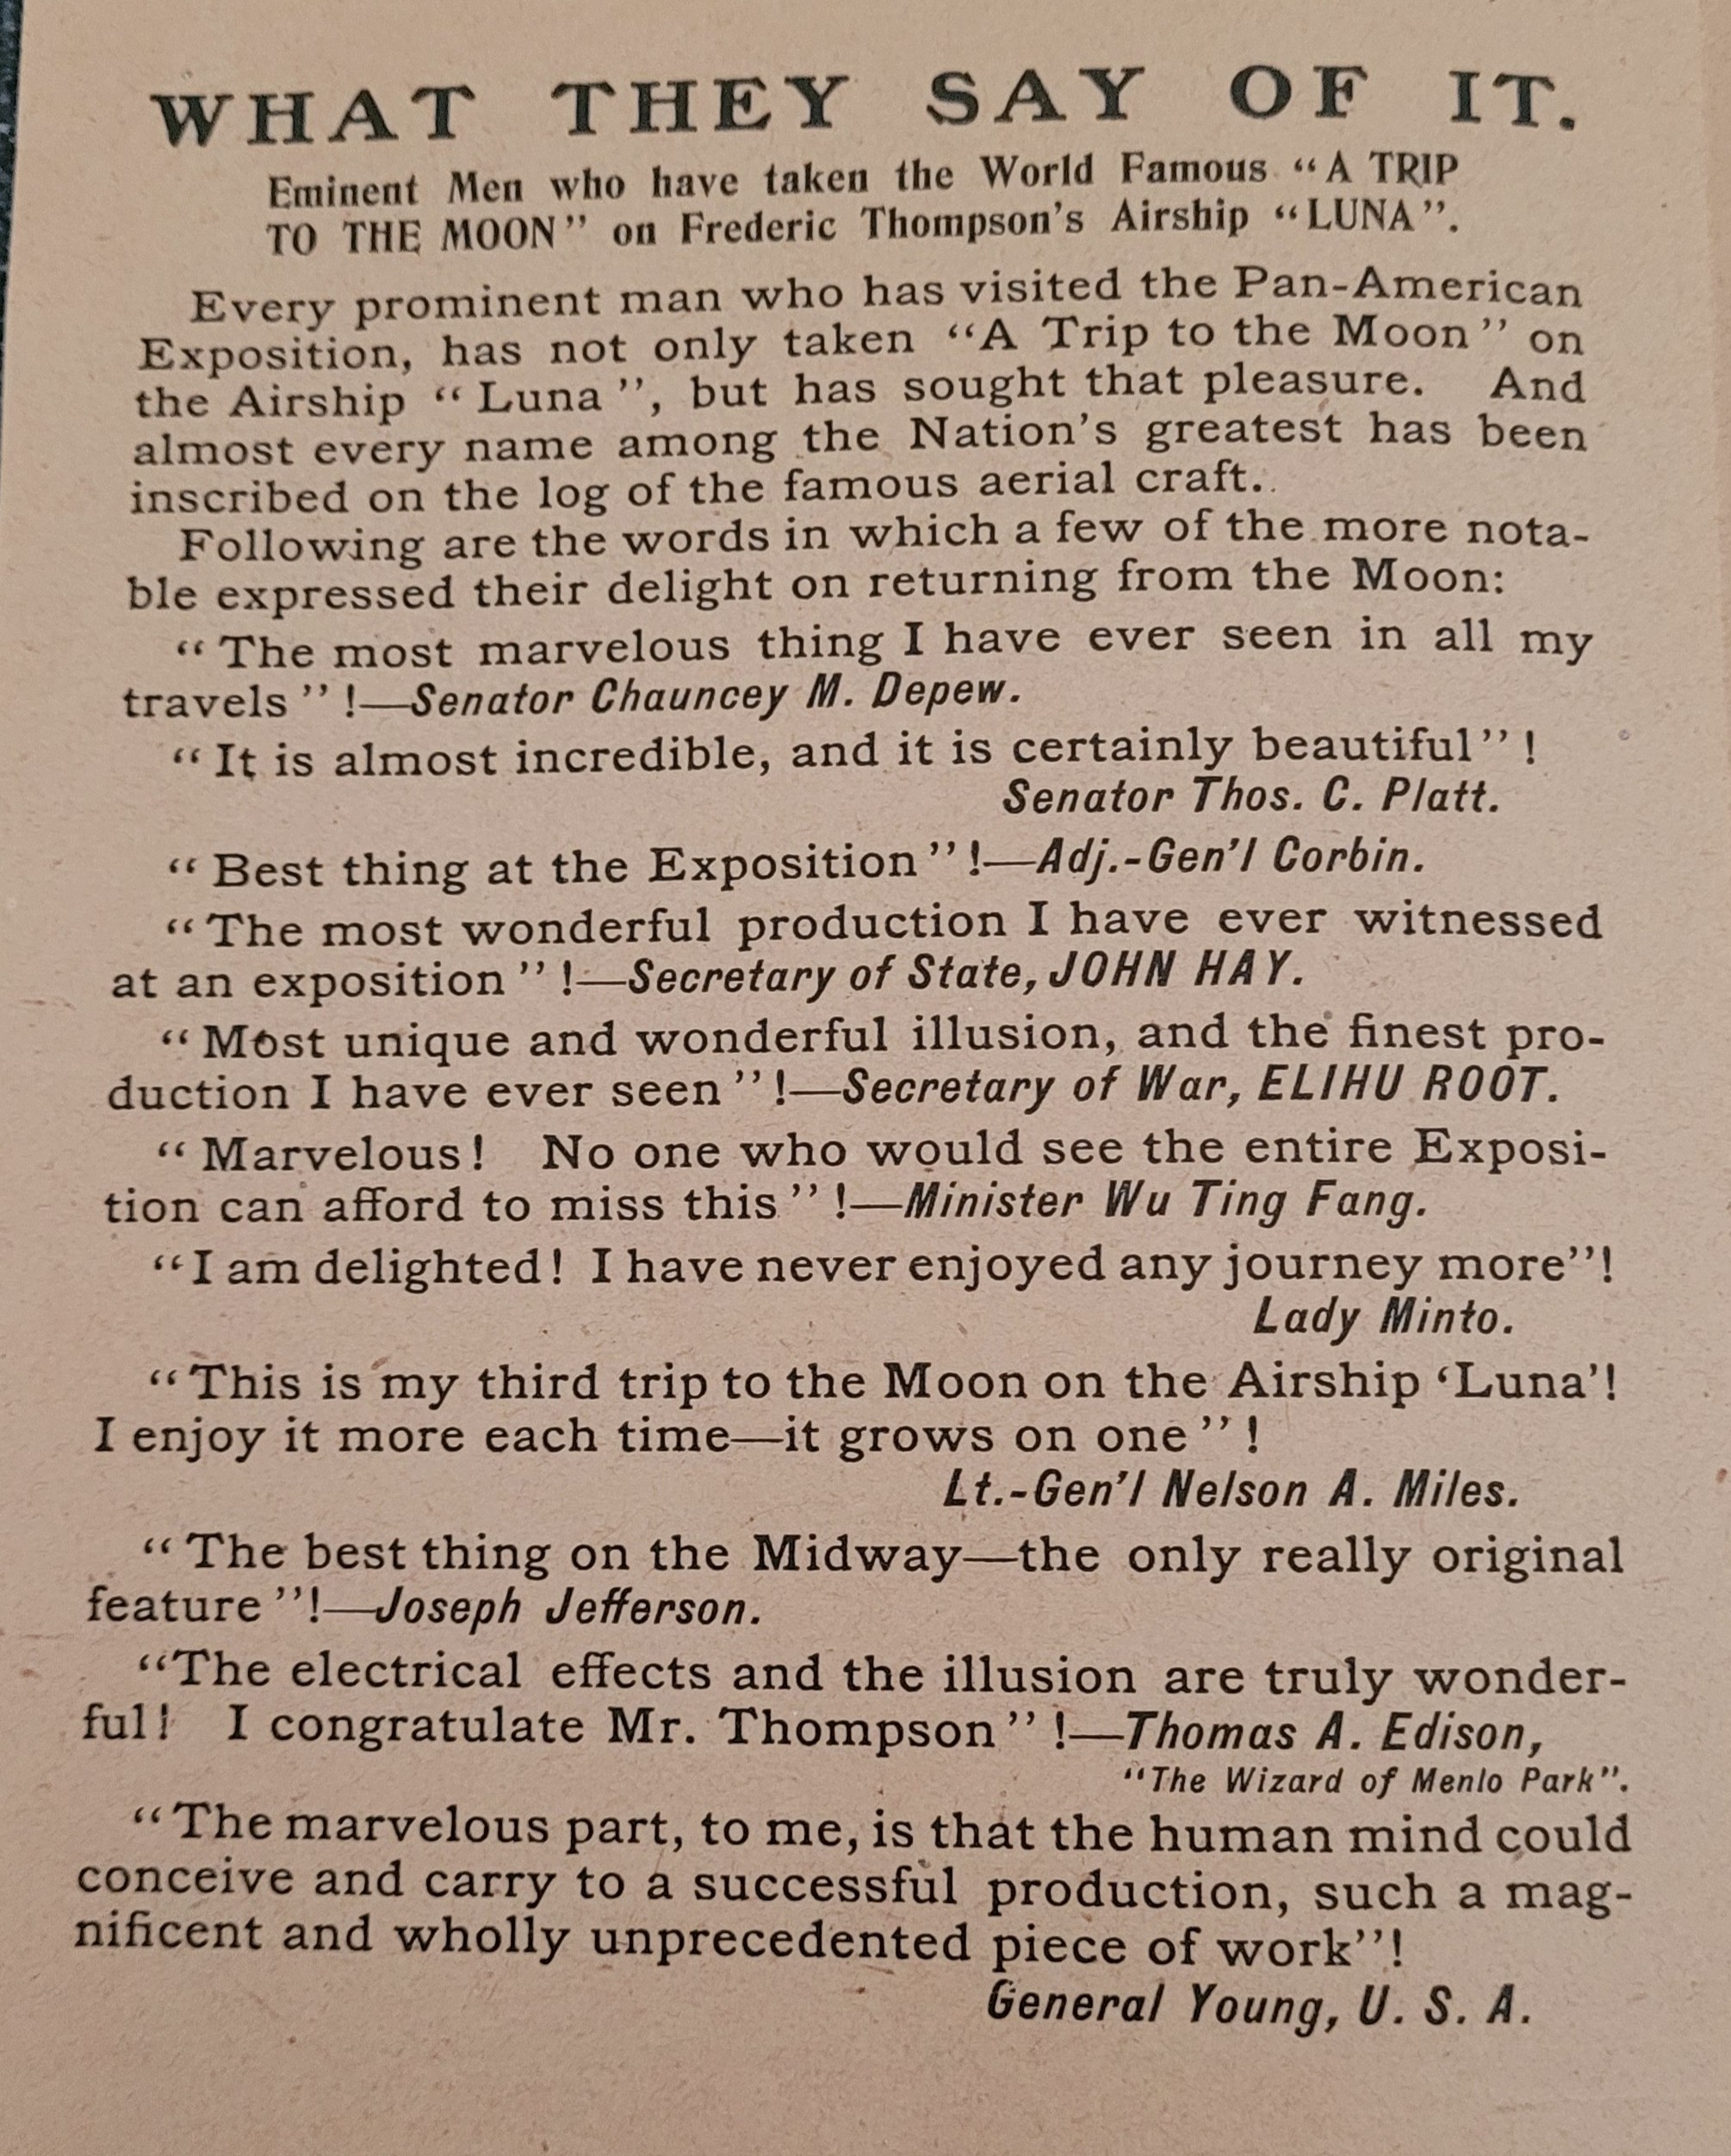 WHAT THEY SAY OF IT.
Eminent Men who have taken the World Famous “A TRIP
TO THE MOON” on Frederic Thompson's Airship “LUNA”.
Every prominent man who has visited the Pan-American
Exposition, has not only taken “A Trip to the Moon” on
the Airship “Luna”, but has sought that pleasure. And
almost every name among the Nation's greatest has been
inscribed on the log of the famous aerial craft.
Following are the words in which a few of the more nota-
ble expressed their delight on returning from the Moon:
“The most marvelous thing I have ever seen in all my
travels”!—Senator Chauncey M. Depew.
“It is almost incredible, and it is certainly beautiful”!
Senator Thos. C. Platt.
“Best thing at the Exposition”!—Adj.-Gen'l Corbin.
“The most wonderful production I have ever witnessed
at an exposition”!—Secretary of State, JOHN HAY.
“Most unique and wonderful illusion, and the finest pro-
duction I have ever seen”!—Secretary of War, ELIHU ROOT.
“Marvelous! No one who would see the entire Exposi-
tion can afford to miss this”!—Minister Wu Ting Fang.
“I am delighted! I have never enjoyed any journey more”!
Lady Minto.
“This is my third trip to the Moon on the Airship ‘Luna’!
I enjoy it more each time—it grows on one”!
Lt.-Gen'l Nelson A. Miles.
“The best thing on the Midway—the only really original
feature”!—Joseph Jefferson.
“The electrical effects and the illusion are truly wonder-
ful! I congratulate Mr. Thompson”!—Thomas A. Edison,
“The Wizard of Menlo Park”.
“The marvelous part, to me, is that the human mind could
conceive and carry to a successful production, such a mag-
nificent and wholly unprecedented piece of work”!
General Young, U. S. A.